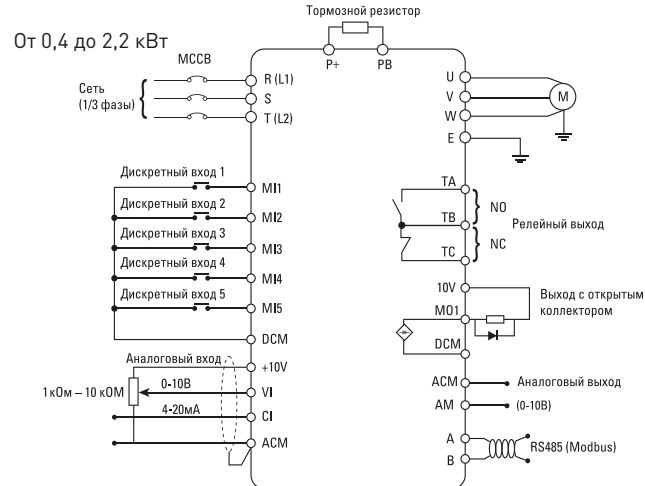 Тормозной резистор
От 0,4 до 2,2 кВт
P+
PB
MCCB
Сеть
(1/3 фазы)
R (L1)
S
T (L2)
U
V
W
E
M
Дискретный вход 1
MI1
Дискретный вход 2
MI2
Дискретный вход 3
MI3
Дискретный вход 4
MI4
Дискретный вход 5
MI5
DCM
Аналоговый вход
+10V
1 кОм – 10 кОМ
0-10В
VI
4-20мА
CI
ACM
TA
NO
TB
Релейный выход
NC
TC
10V
Выход с открытым
коллектором
MO1
DCM
ACM
Аналоговый выход
AM
(0-10В)
A
RS485 (Modbus)
B